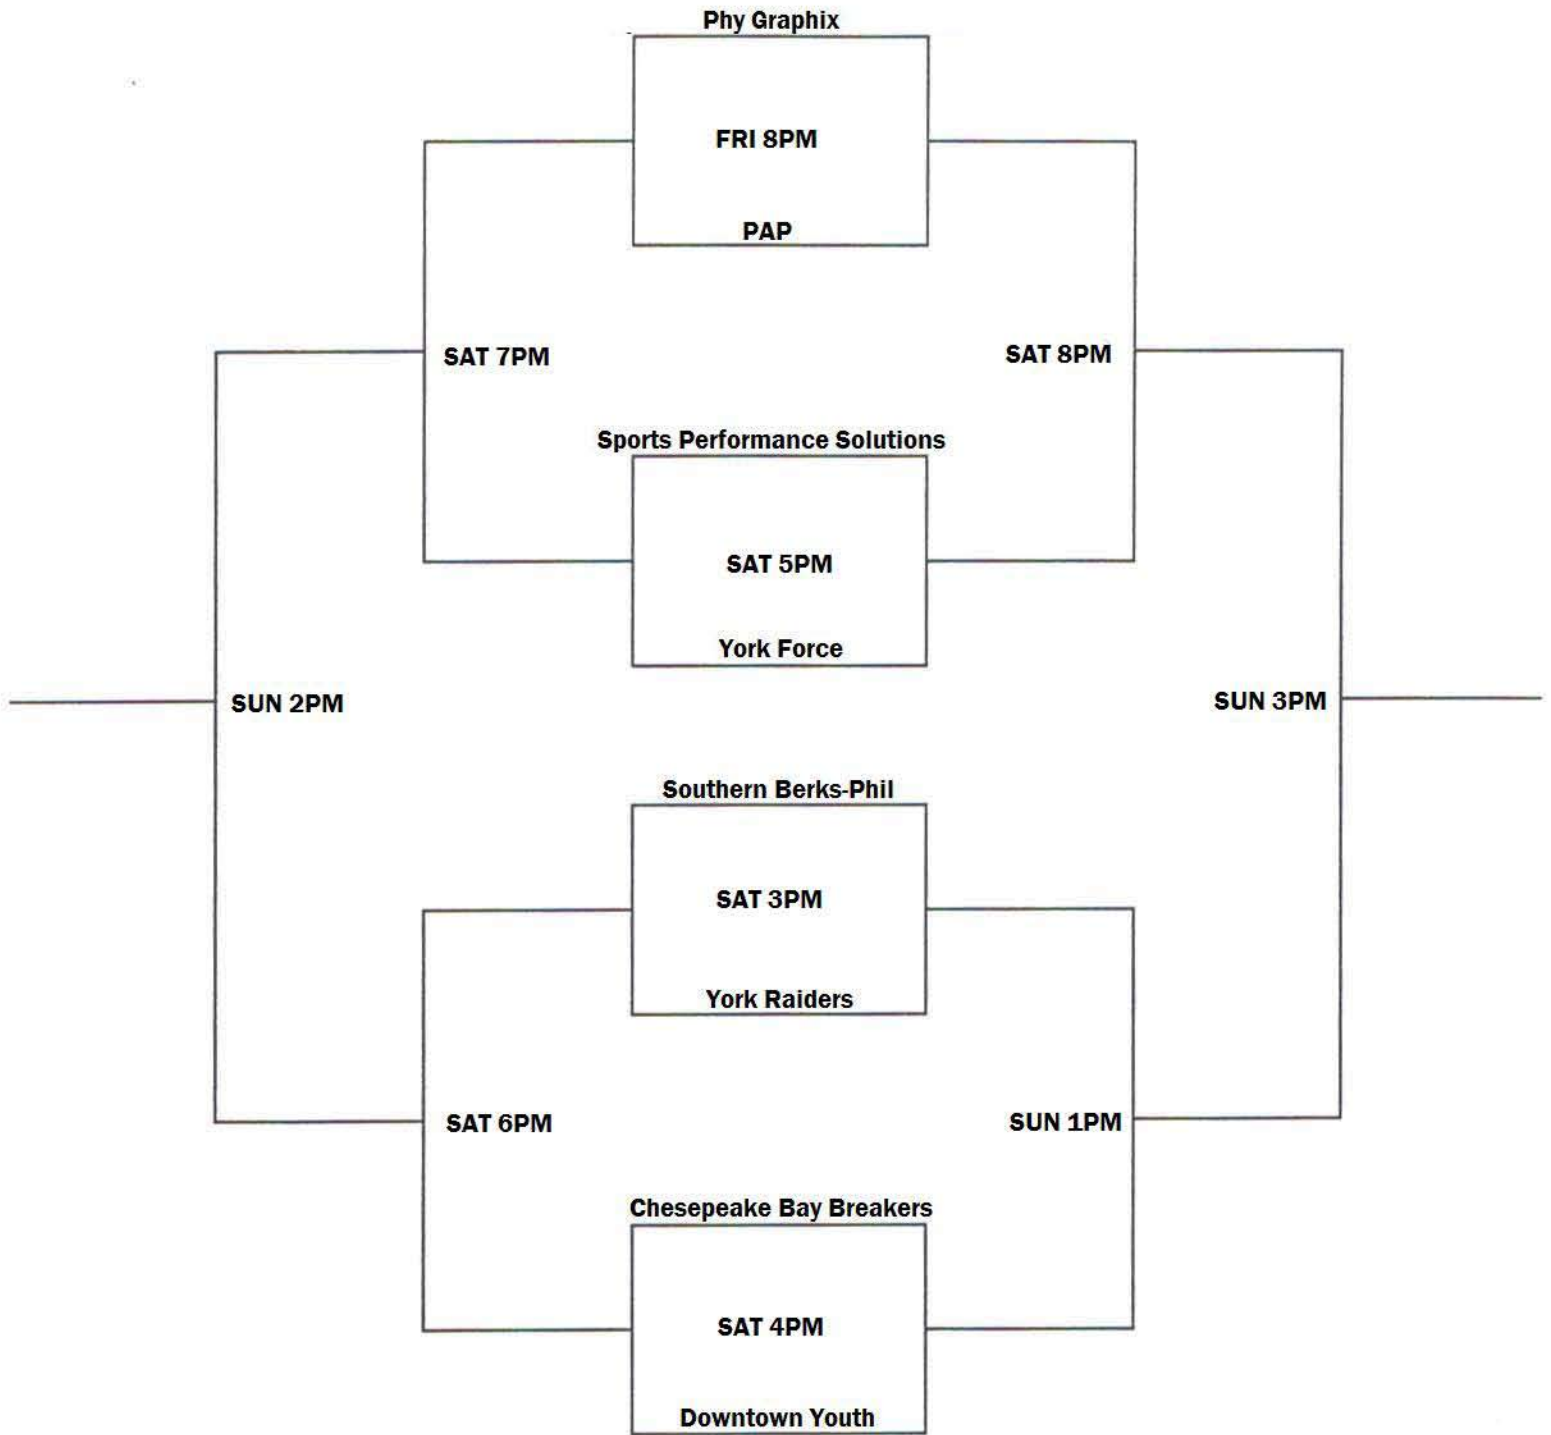 Phy Graphix
FRI 8PM
PAP
SAT 7PM
SAT 8PM
Sports Performance Solutions
SAT 5PM
York Force
SUN 2PM
SUN 3PM
Southern Berks-Phil
SAT 3PM
York Raiders
SAT 6PM
SUN 1PM
Chesepeake Bay Breakers
SAT 4PM
Downtown Youth